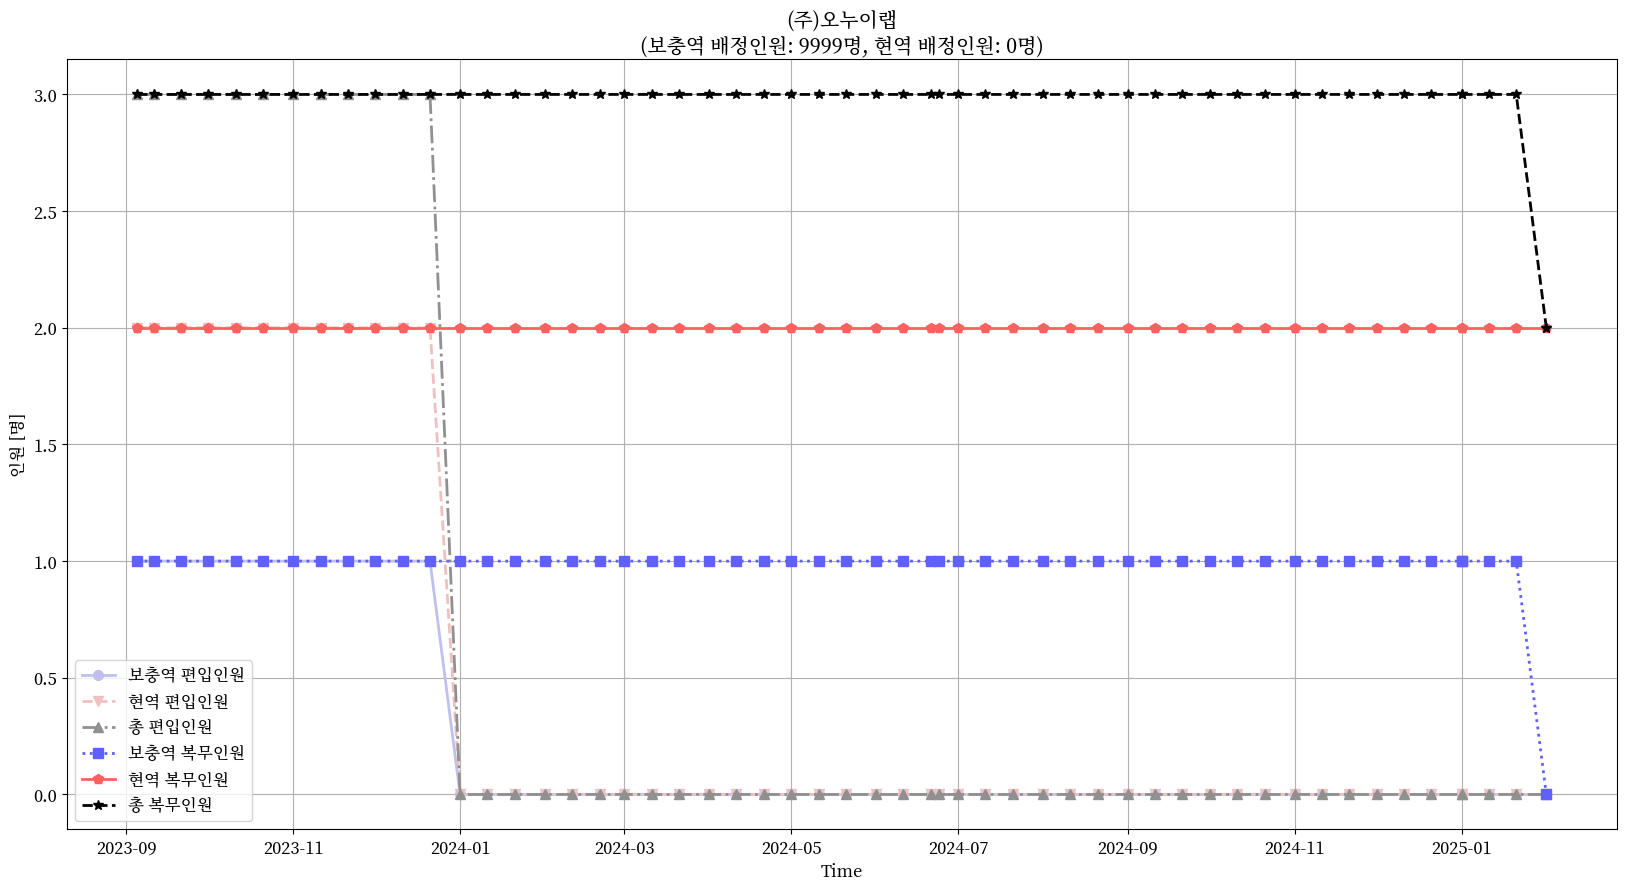 (주)오누이랩
(보충역 배정인원: 9999명, 현역 배정인원: 0명)
인원 [명]
3.0
2.5
2.0
1.5
1.0
0.5
0.0
보충역 편입인원
현역 편입인원
총 편입인원
보충역 복무인원
현역 복무인원
총 복무인원
2023-09 2023-11 2024-01 2024-03 2024-05 2024-07 2024-09 2024-11 2025-01
Time